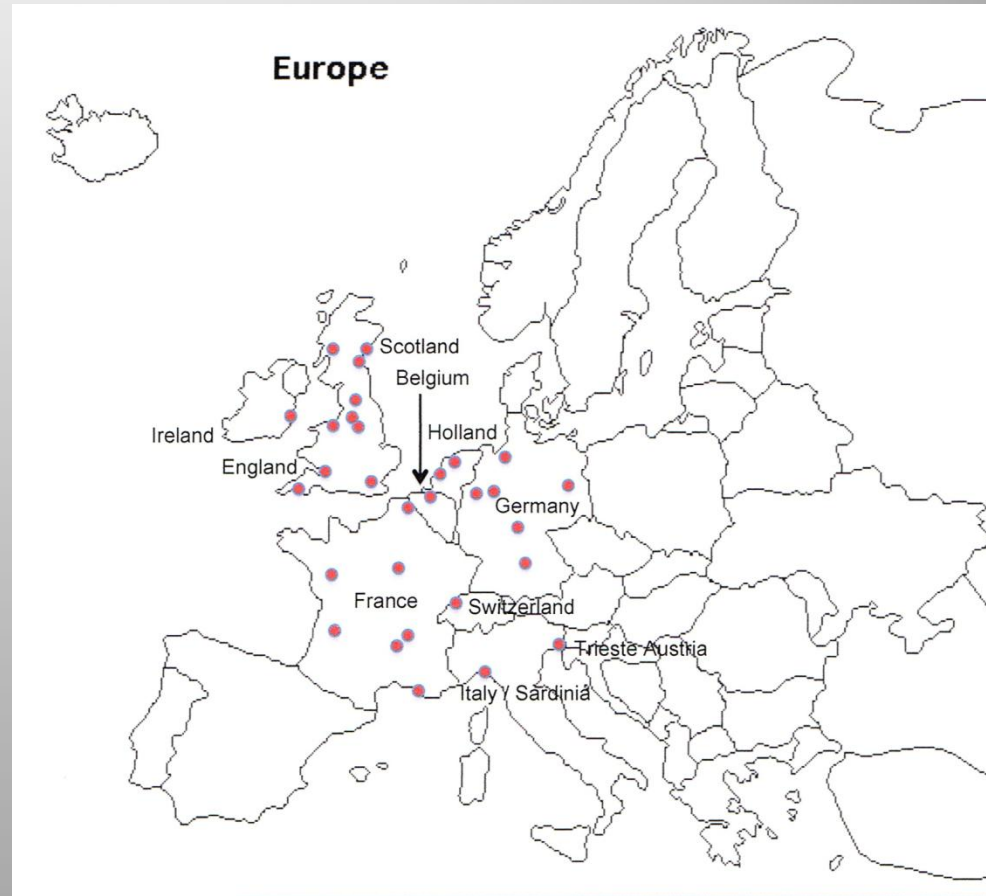 Europe
Scotland
Belgium
Ireland
Holland
England
Germany
France
Switzerland
Trieste Austria
Italy / Sardinia